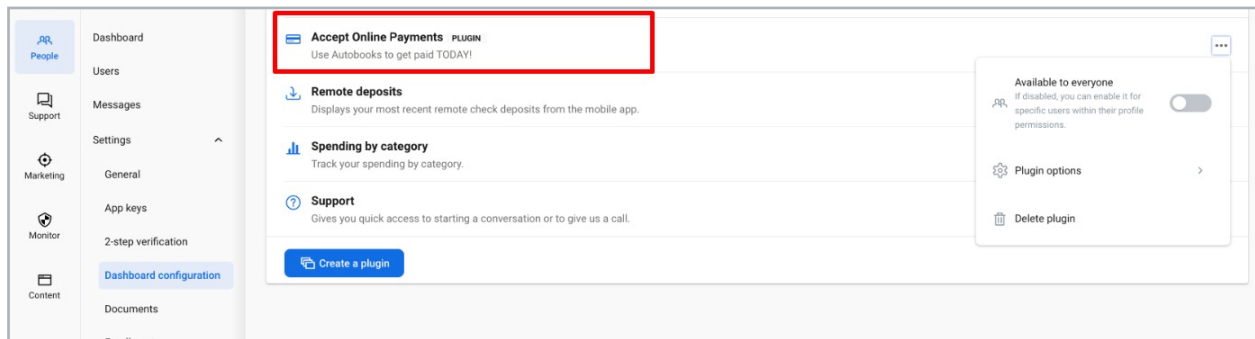 People
Support
Marketing
Monitor
Content
Dashboard
Users
Messages
Settings
General
App keys
2-step verification
Dashboard configuration
Documents
Accept Online Payments PLUGIN
Use Autobooks to get paid TODAY!
Remote deposits
Displays your most recent remote check deposits from the mobile app.
Spending by category
Track your spending by category.
Support
Gives you quick access to starting a conversation or to give us a call.
Create a plugin
Available to everyone
If disabled, you can enable it for
specific users within their profile
permissions.
Plugin options
Delete plugin